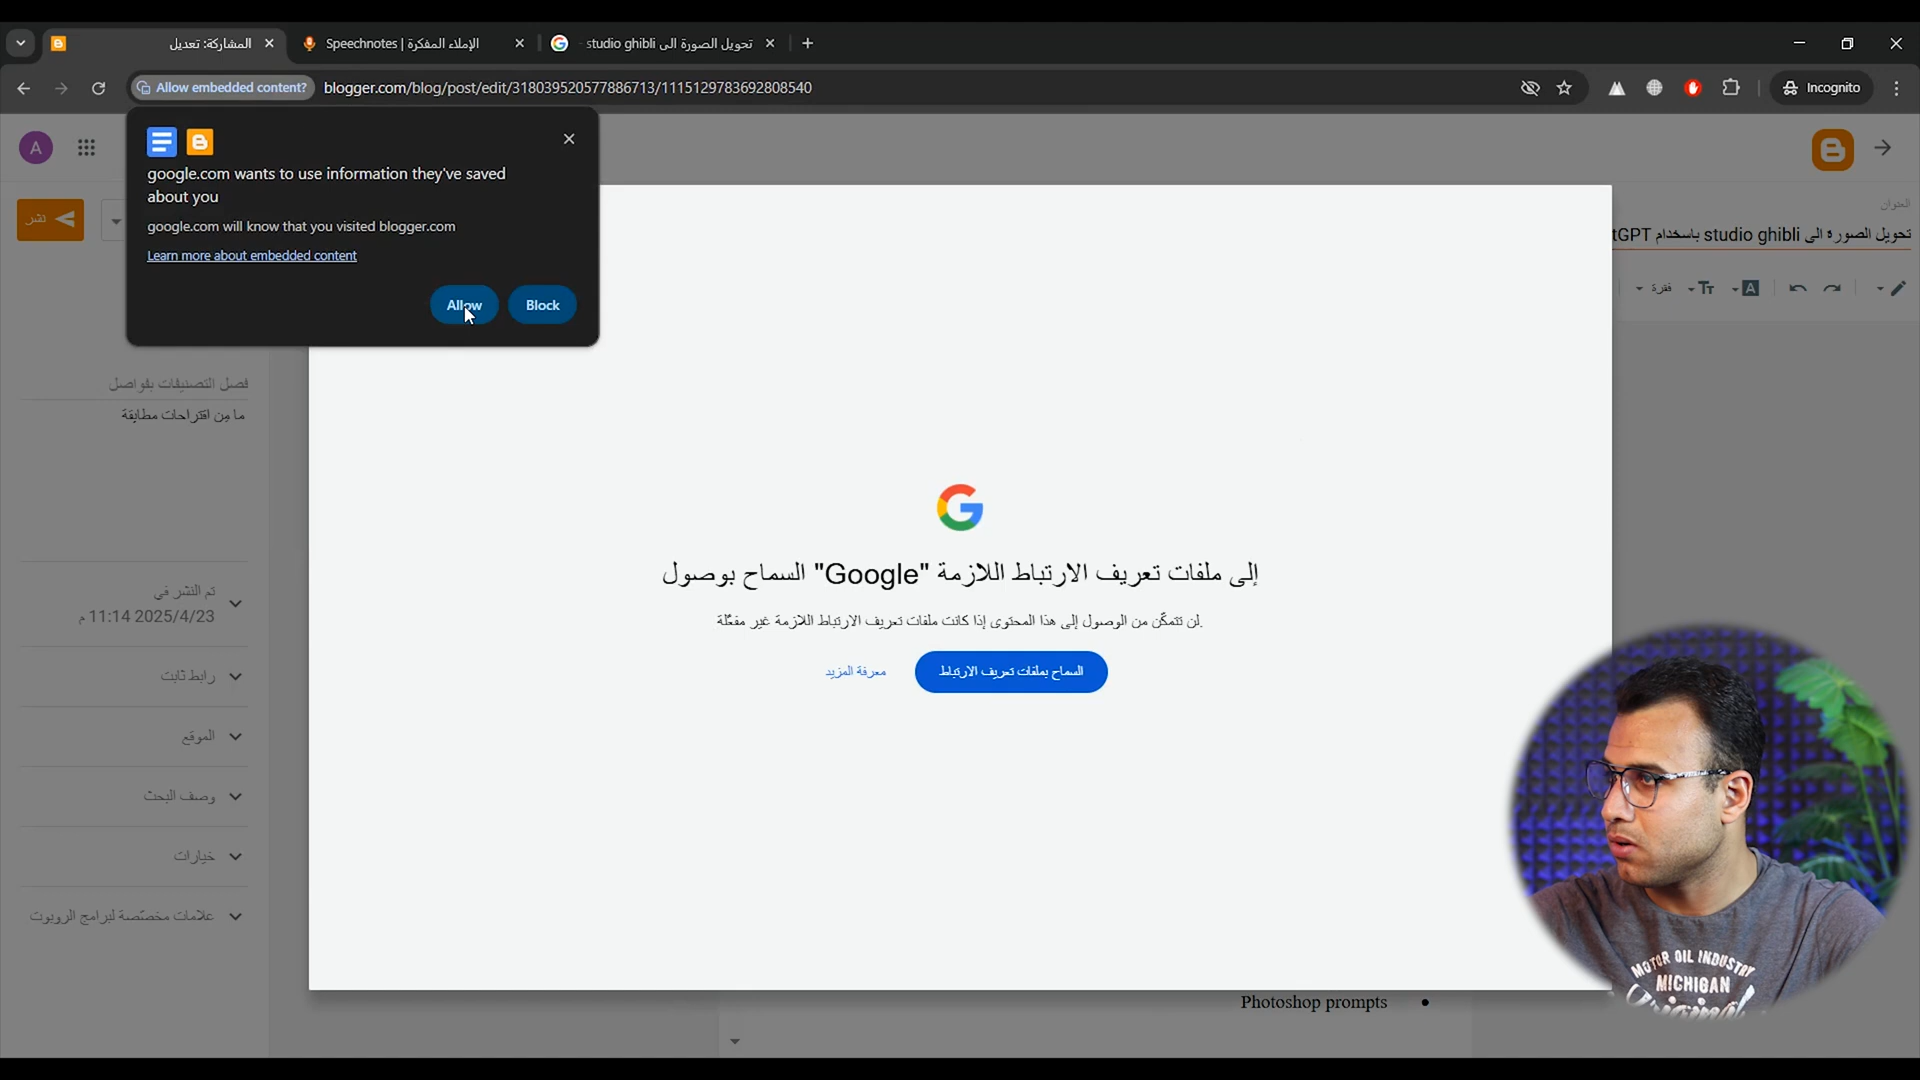 المشاركة: تعديل
Speechnotes | الإملاء المفكرة
تحويل الصورة الى studio ghibli
Allow embedded content?
blogger.com/blog/post/edit/318039520577886713/1115129783692808540
Incognito
A
google.com wants to use information they've saved
about you
google.com will know that you visited blogger.com
Learn more about embedded content
Allow
Block
نشر
العنوان
تحويل الصورة الى studio ghibli باسخدام tGPT
فقرة
فصل التصنيفات بفواصل
ما من اقتراحات مطابقة
إلى ملفات تعريف الارتباط اللازمة "Google" السماح بوصول
.لن تتمكّن من الوصول إلى هذا المحتوى إذا كانت ملفات تعريف الارتباط اللازمة غير مفعّلة
السماح بملفات تعريف الارتباط
معرفة المزيد
تم النشر في
2025/4/23 11:14 م
رابط ثابت
الموقع
وصف البحث
خيارات
علامات مخصّصة لبرامج الروبوت
Photoshop prompts
MOTOR OIL INDUSTRY
MICHIGAN
Original